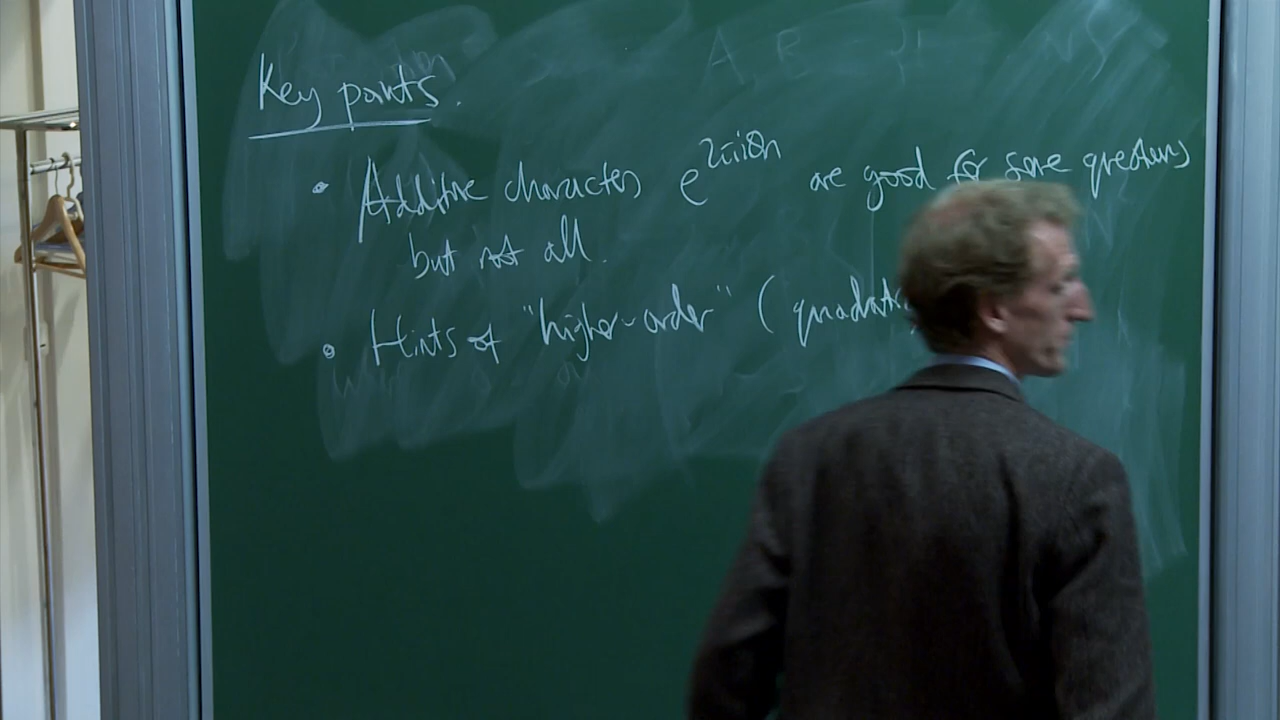 Key points.
• Additive characters e^{2πiθn} are good for some questions
but not all.
• Hints of "higher-order" (quadratic